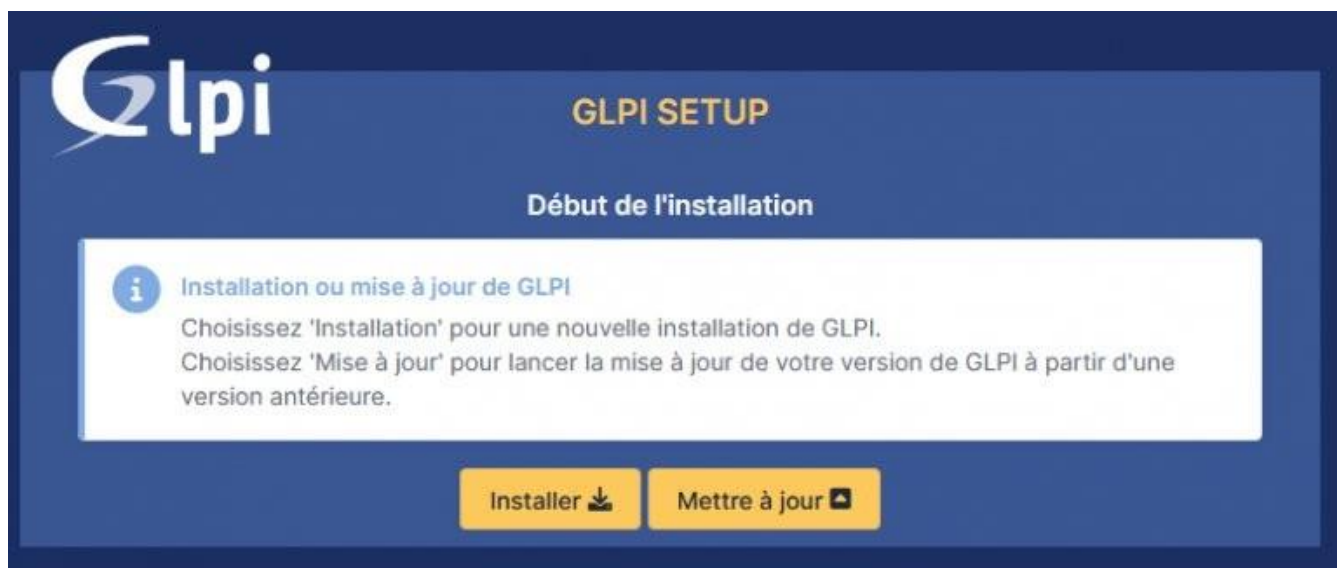 Glpi
GLPI SETUP
Début de l'installation
Installation ou mise à jour de GLPI
Choisissez 'Installation' pour une nouvelle installation de GLPI.
Choisissez 'Mise à jour' pour lancer la mise à jour de votre version de GLPI à partir d'une
version antérieure.
Installer
Mettre à jour